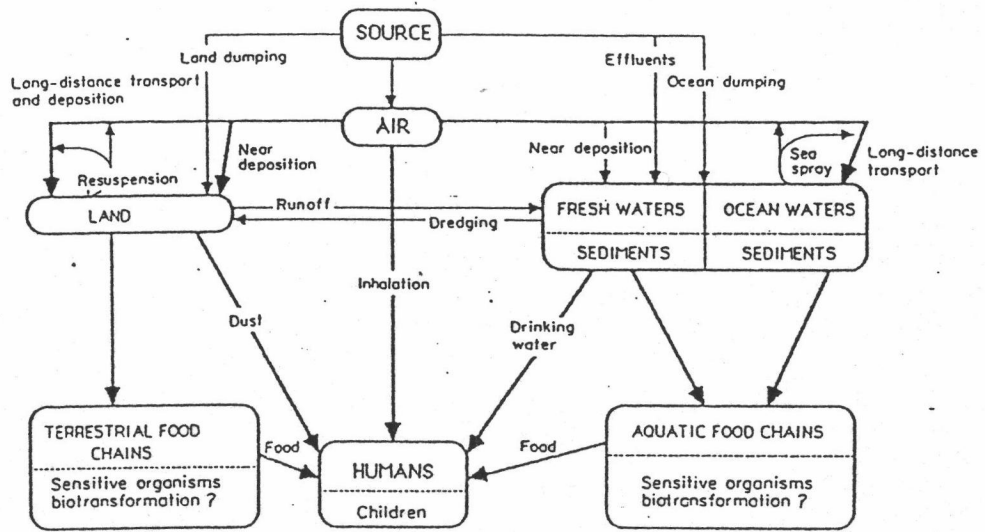 SOURCE
Land dumping
Effluents
Ocean dumping
Long-distance transport
and deposition
AIR
Near
deposition
Near deposition
Sea
spray
Long-distance
transport
Resuspension
LAND
Runoff
Dredging
FRESH WATERS
OCEAN WATERS
SEDIMENTS
SEDIMENTS
Inhalation
Dust
Drinking
water
TERRESTRIAL FOOD
CHAINS
Sensitive organisms
biotransformation ?
Food
HUMANS
Children
Food
AQUATIC FOOD CHAINS
Sensitive organisms
biotransformation ?